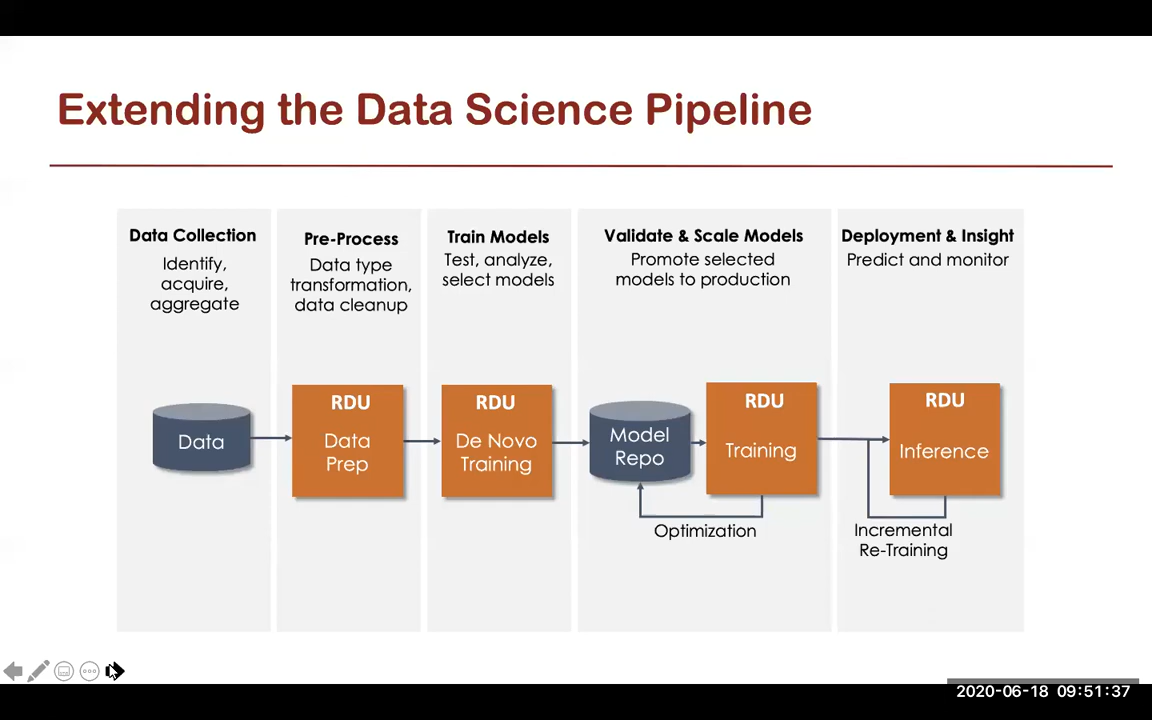 Extending the Data Science Pipeline
Data Collection
Identify,
acquire,
aggregate
Pre-Process
Data type
transformation,
data cleanup
Train Models
Test, analyze,
select models
Validate & Scale Models
Promote selected
models to production
Deployment & Insight
Predict and monitor
Data
RDU
Data
Prep
RDU
De Novo
Training
Model
Repo
RDU
Training
Optimization
RDU
Inference
Incremental
Re-Training
2020-06-18 09:51:37